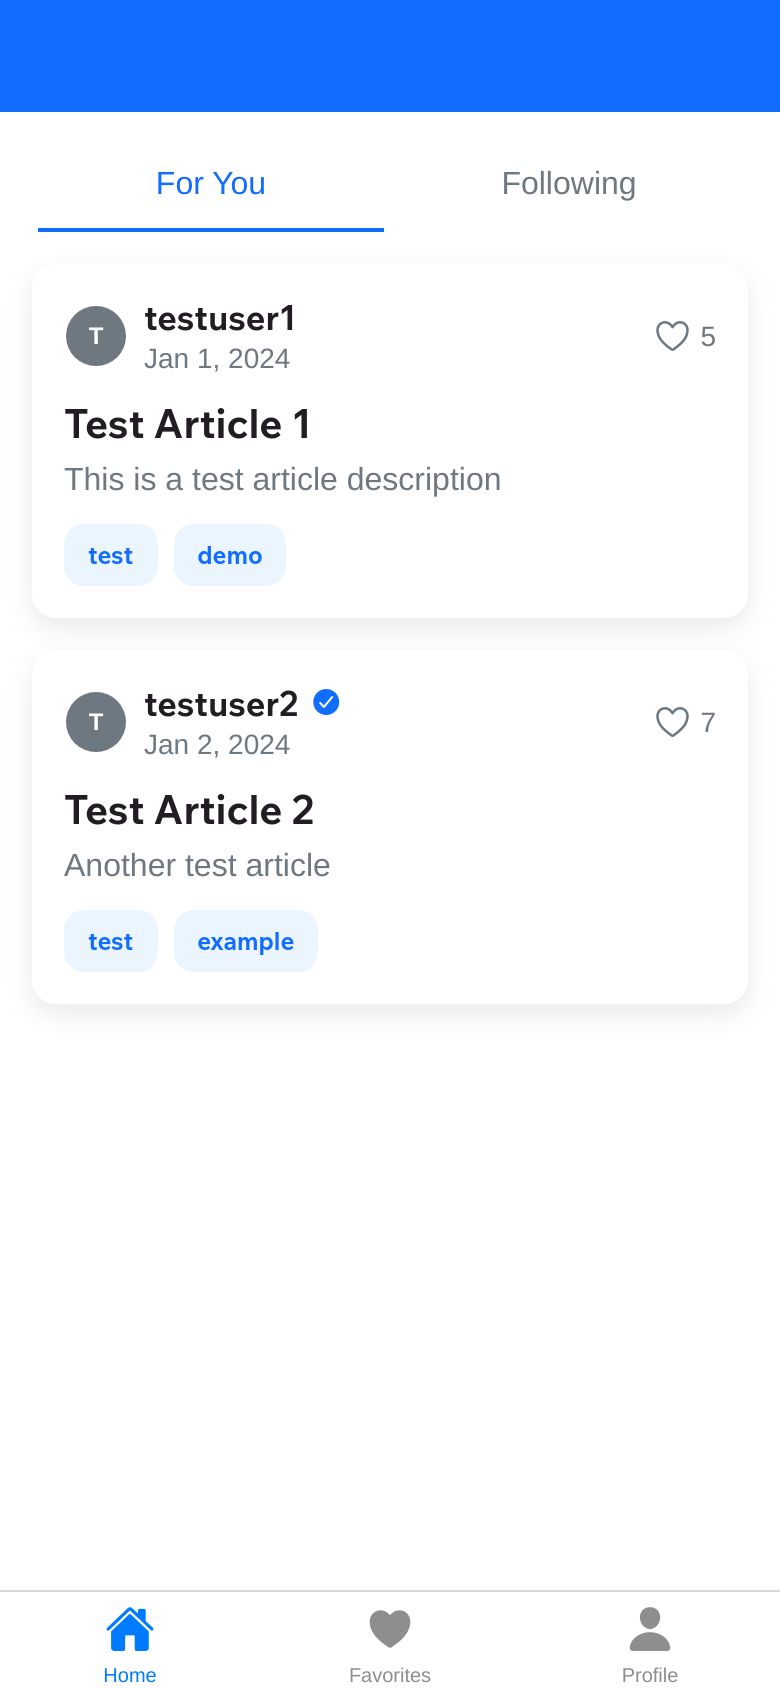 For You Following
T testuser1
Jan 1, 2024
5
Test Article 1
This is a test article description
test demo
T testuser2
Jan 2, 2024
7
Test Article 2
Another test article
test example
Home Favorites Profile